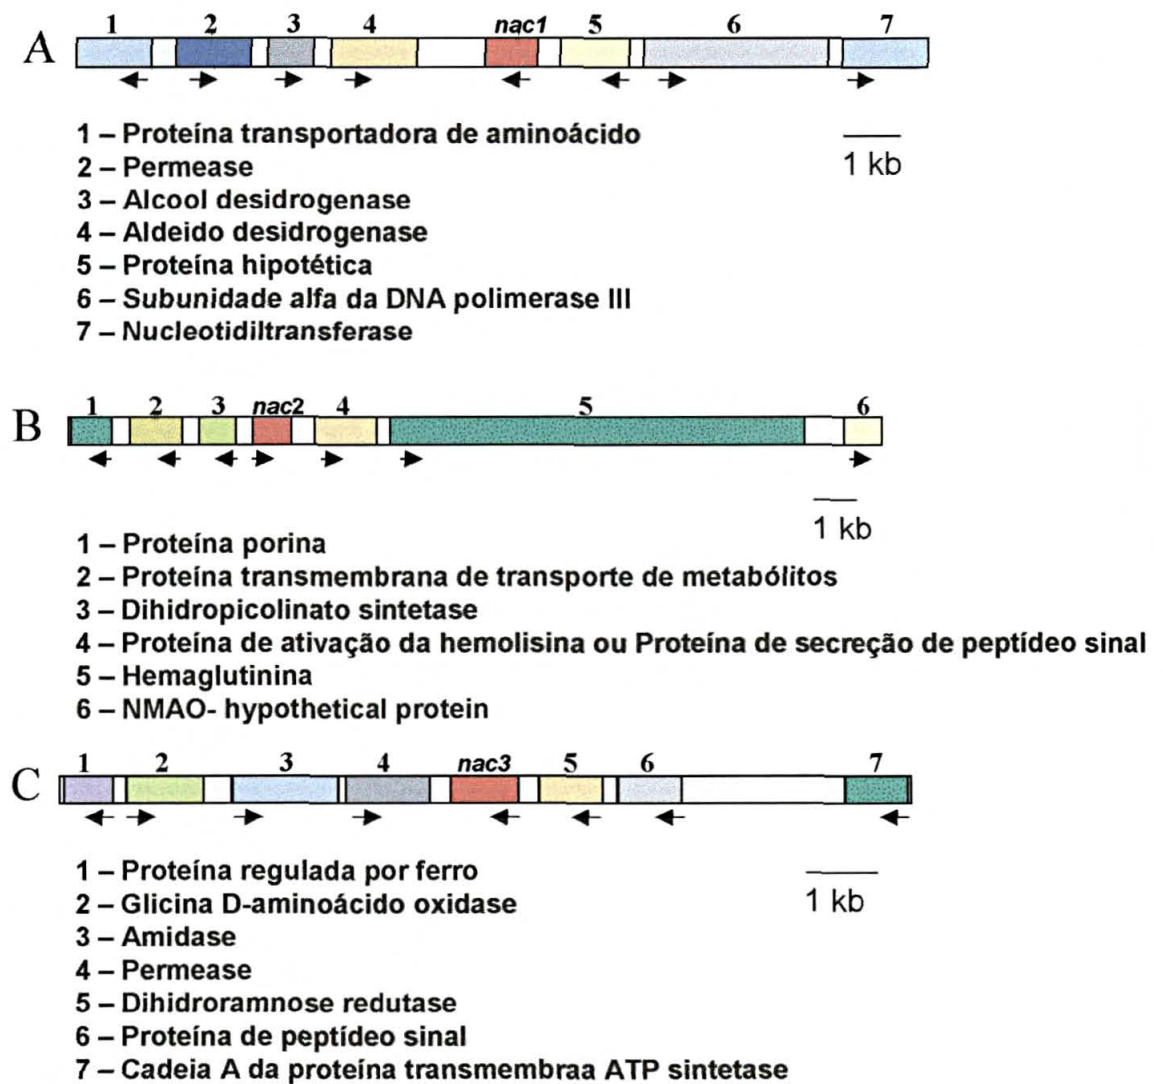 1 2 3 4 nac1 5 6 7
A
1 – Proteína transportadora de aminoácido
1 kb
2 – Permease
3 – Alcool desidrogenase
4 – Aldeido desidrogenase
5 – Proteína hipotética
6 – Subunidade alfa da DNA polimerase III
7 – Nucleotidiltransferase
1 2 3 nac2 4 5 6
B
1 kb
1 – Proteína porina
2 – Proteína transmembrana de transporte de metabólitos
3 – Dihidropicolinato sintetase
4 – Proteína de ativação da hemolisina ou Proteína de secreção de peptídeo sinal
5 – Hemaglutinina
6 – NMAO- hypothetical protein
1 2 3 4 nac3 5 6 7
C
1 – Proteína regulada por ferro
2 – Glicina D-aminoácido oxidase
1 kb
3 – Amidase
4 – Permease
5 – Dihidroramnose redutase
6 – Proteína de peptídeo sinal
7 – Cadeia A da proteína transmembraa ATP sintetase